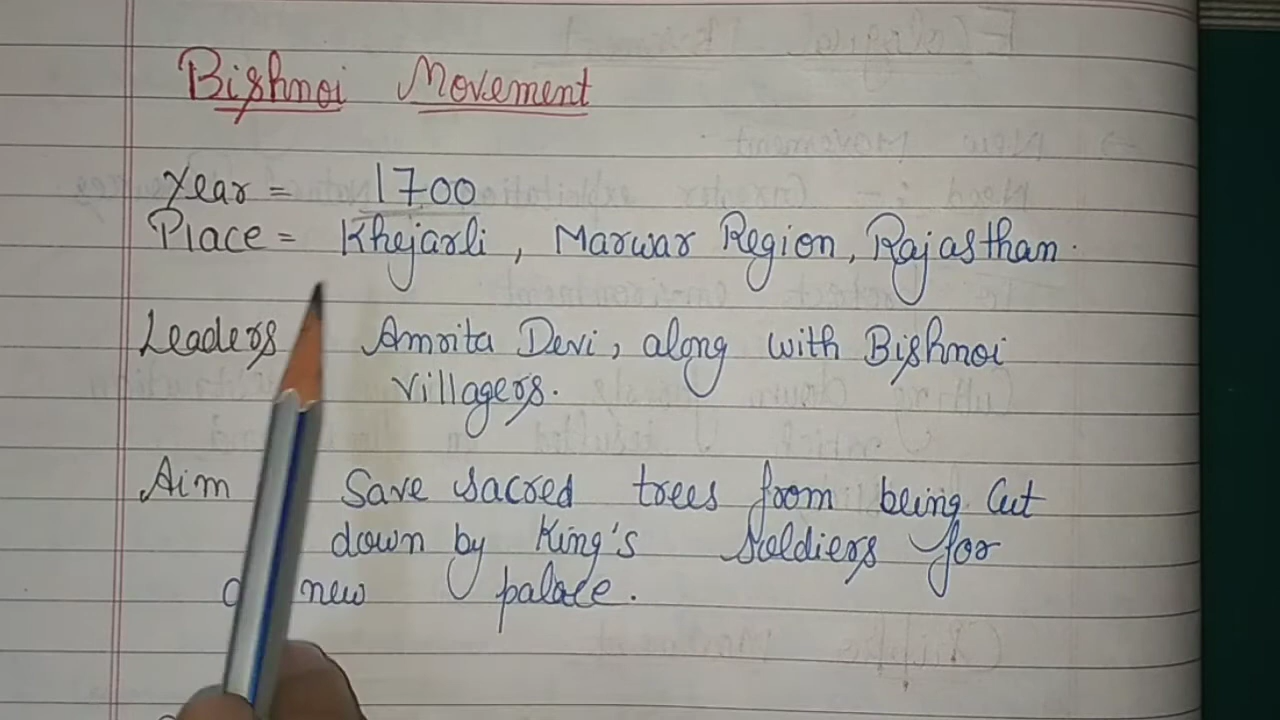 Bishnoi Movement
Year = 1700
Place = Khejarli, Marwar Region, Rajasthan.
Leaders Amrita Devi, along with Bishnoi
villagers.
Aim Save sacred trees from being Cut
down by King's Soldiers for
a new palace.